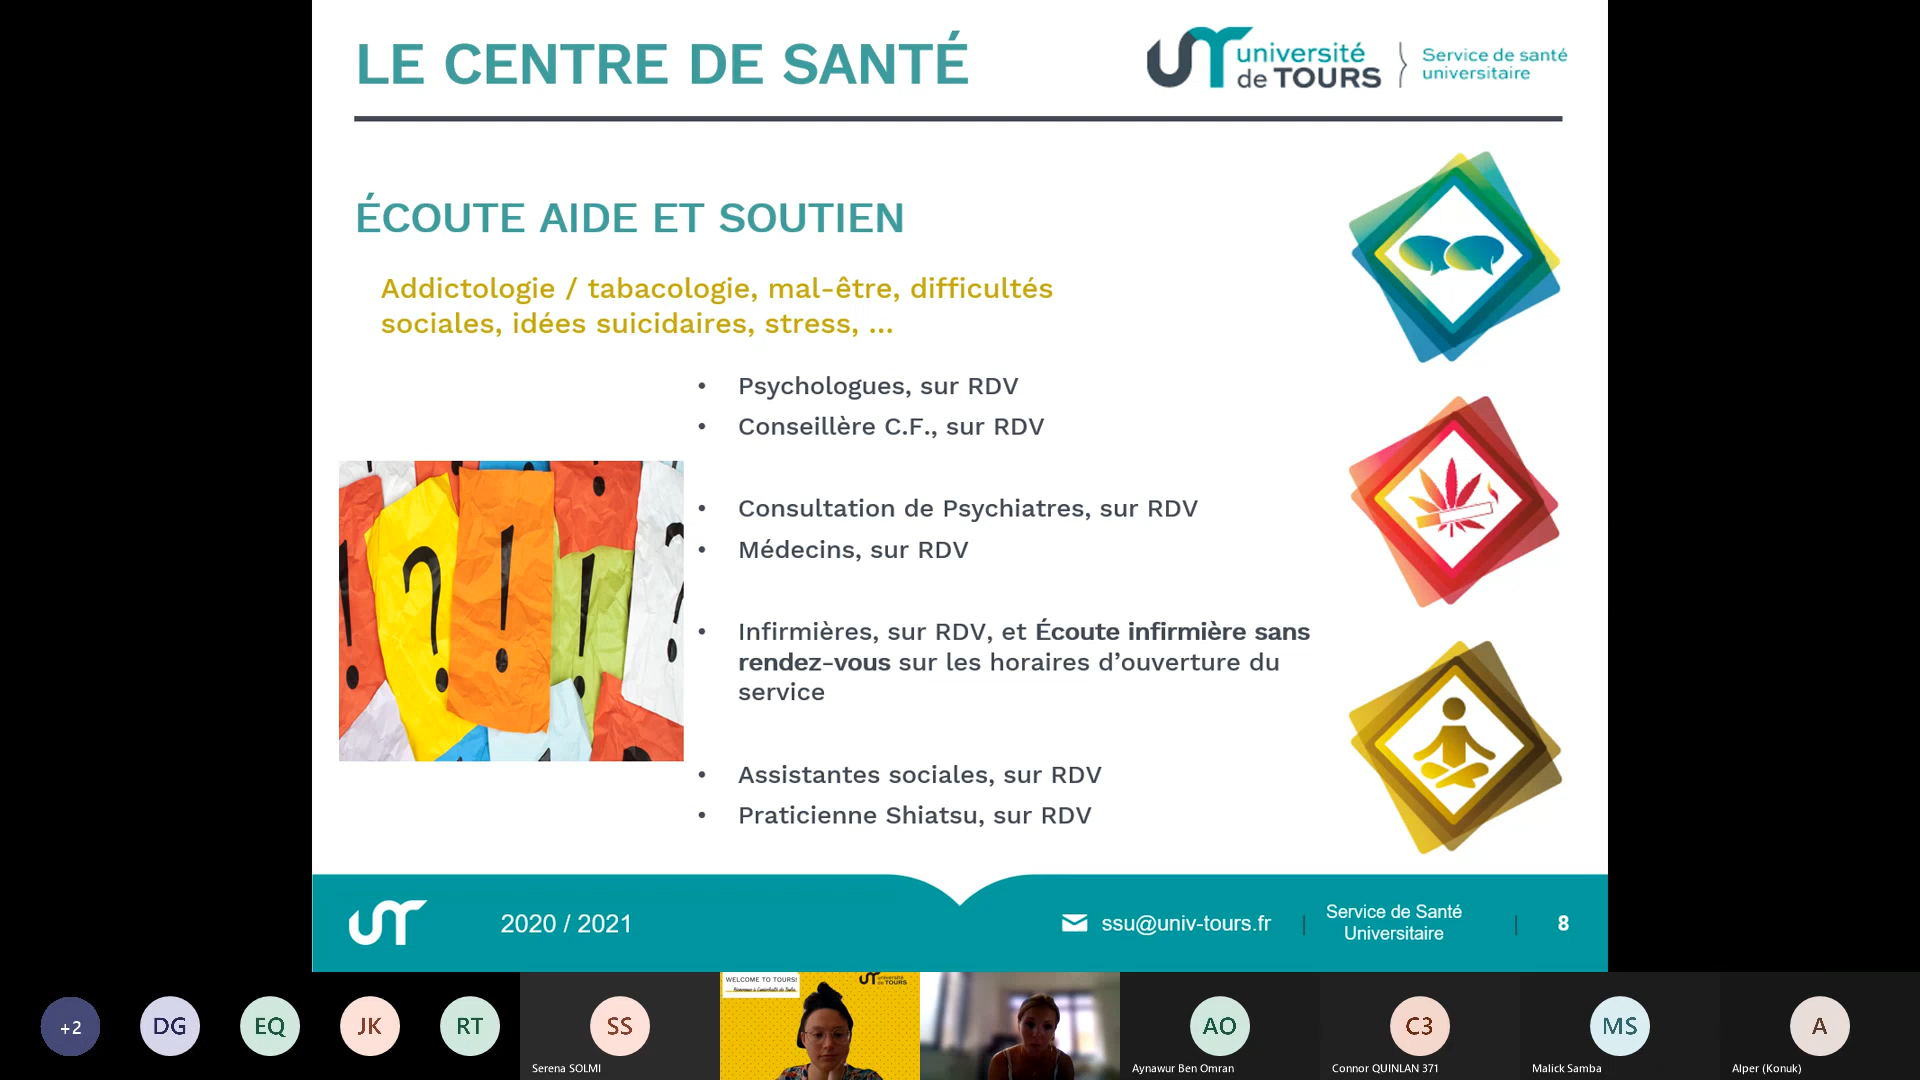 LE CENTRE DE SANTÉ
université
de TOURS
Service de santé
universitaire
ÉCOUTE AIDE ET SOUTIEN
Addictologie / tabacologie, mal-être, difficultés
sociales, idées suicidaires, stress, ...
• Psychologues, sur RDV
• Conseillère C.F., sur RDV
• Consultation de Psychiatres, sur RDV
• Médecins, sur RDV
• Infirmières, sur RDV, et Écoute infirmière sans
rendez-vous sur les horaires d’ouverture du
service
• Assistantes sociales, sur RDV
• Praticienne Shiatsu, sur RDV
! ? ! ! ?
2020 / 2021
ssu@univ-tours.fr
Service de Santé
Universitaire
8
+2
DG
EQ
JK
RT
SS
Serena SOLMI
WELCOME TO TOURS!
université
de TOURS
AO
Aynawur Ben Omran
C3
Connor QUINLAN 371
MS
Malick Samba
A
Alper (Konuk)